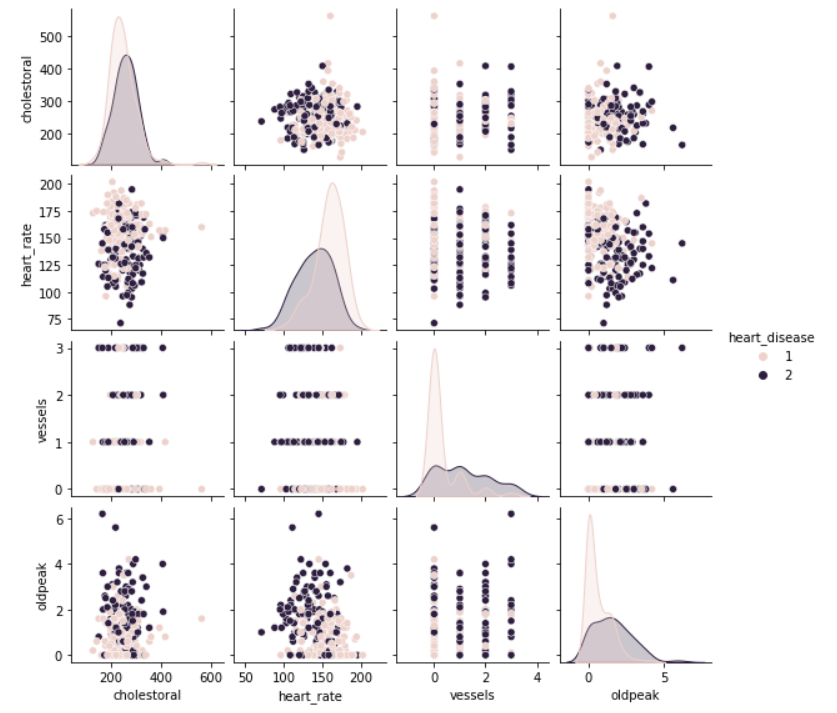 cholestoral
500
400
300
200
heart_rate
200
175
150
125
100
75
heart_disease
1
2
vessels
3
2
1
0
oldpeak
6
4
2
0
200 400 600
50 100 150 200
0 2 4
0 5
cholestoral heart_rate vessels oldpeak